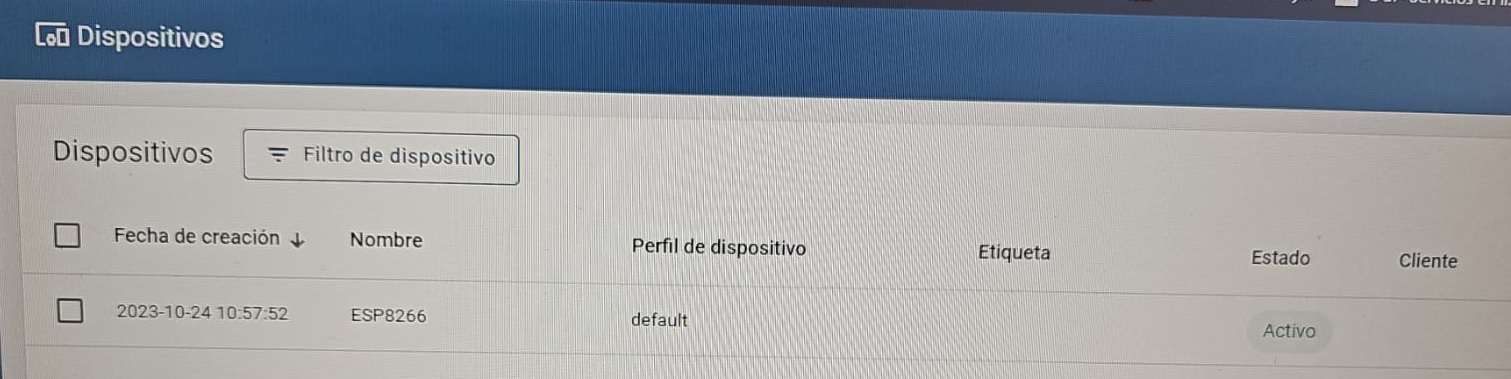 Dispositivos
Dispositivos Filtro de dispositivo
Fecha de creación Nombre Perfil de dispositivo Etiqueta Estado Cliente
2023-10-24 10:57:52 ESP8266 default Activo